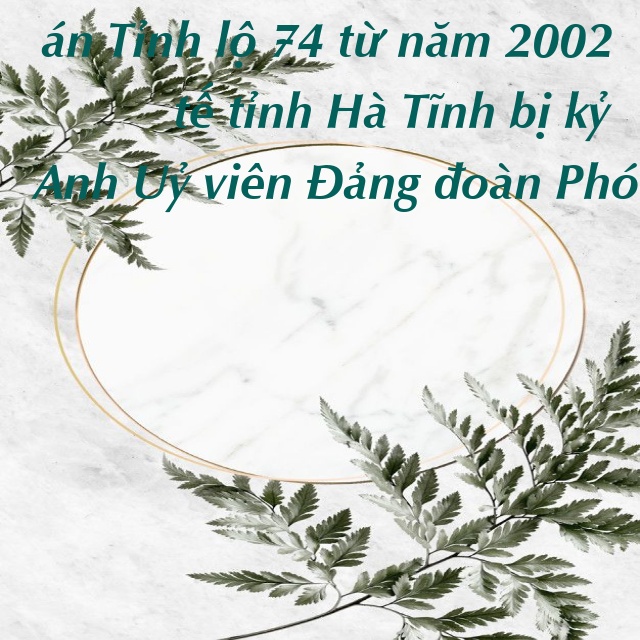 án Tỉnh lộ 74 từ năm 2002
tế tỉnh Hà Tĩnh bị kỷ
Anh Uỷ viên Đảng đoàn Phó